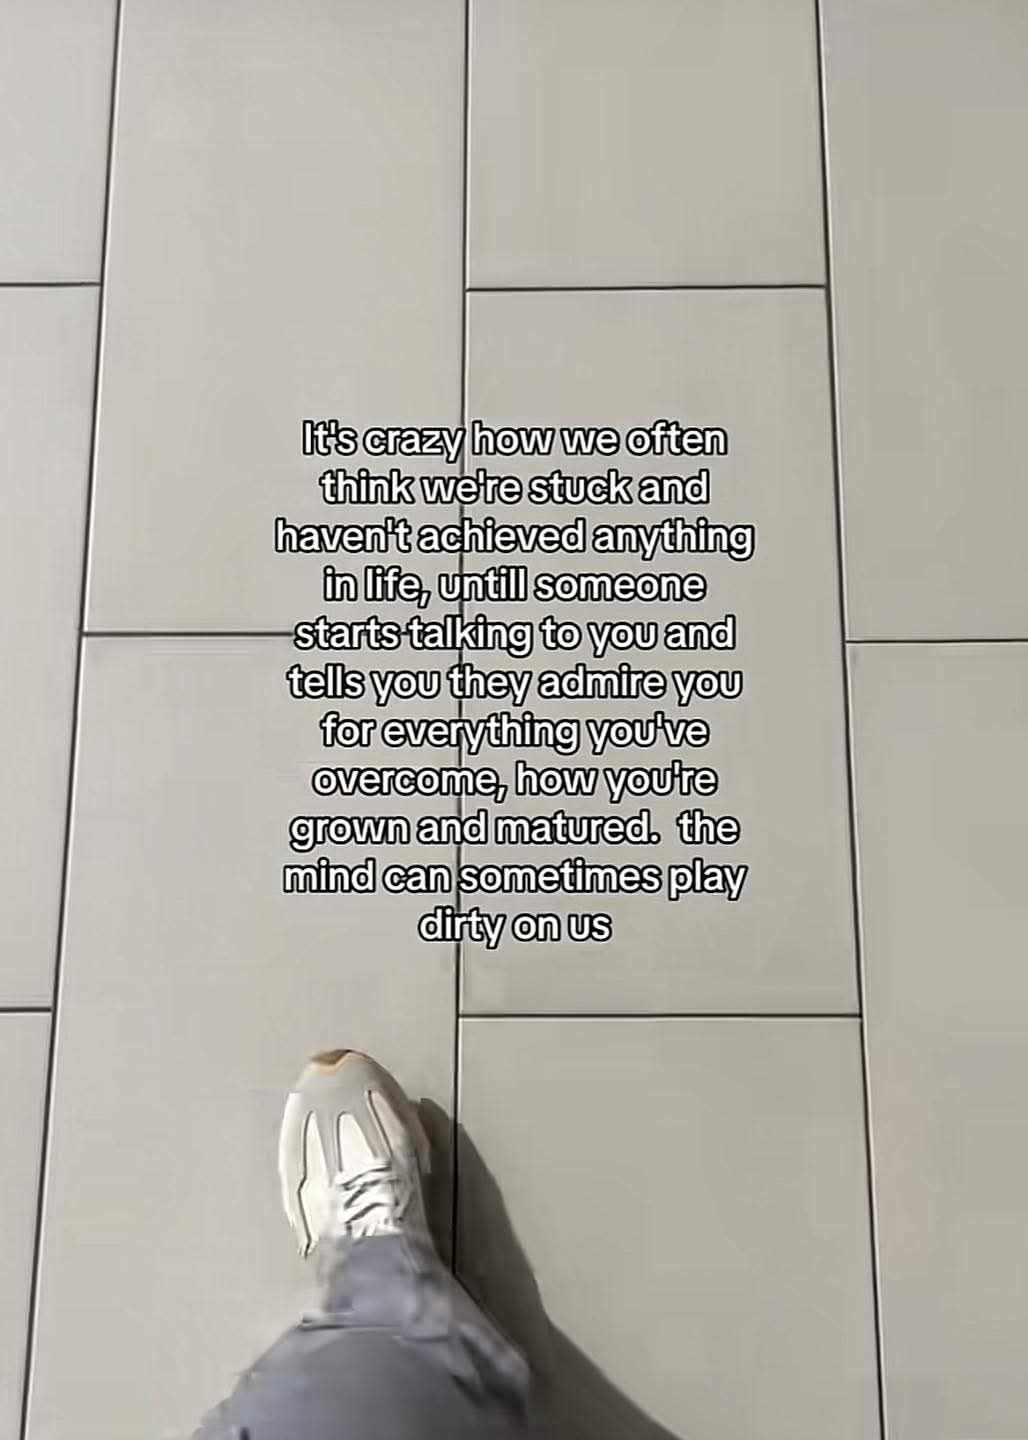 It's crazy how we often
think we're stuck and
haven't achieved anything
in life, untill someone
starts talking to you and
tells you they admire you
for everything you've
overcome, how you're
grown and matured.  the
mind can sometimes play
dirty on us